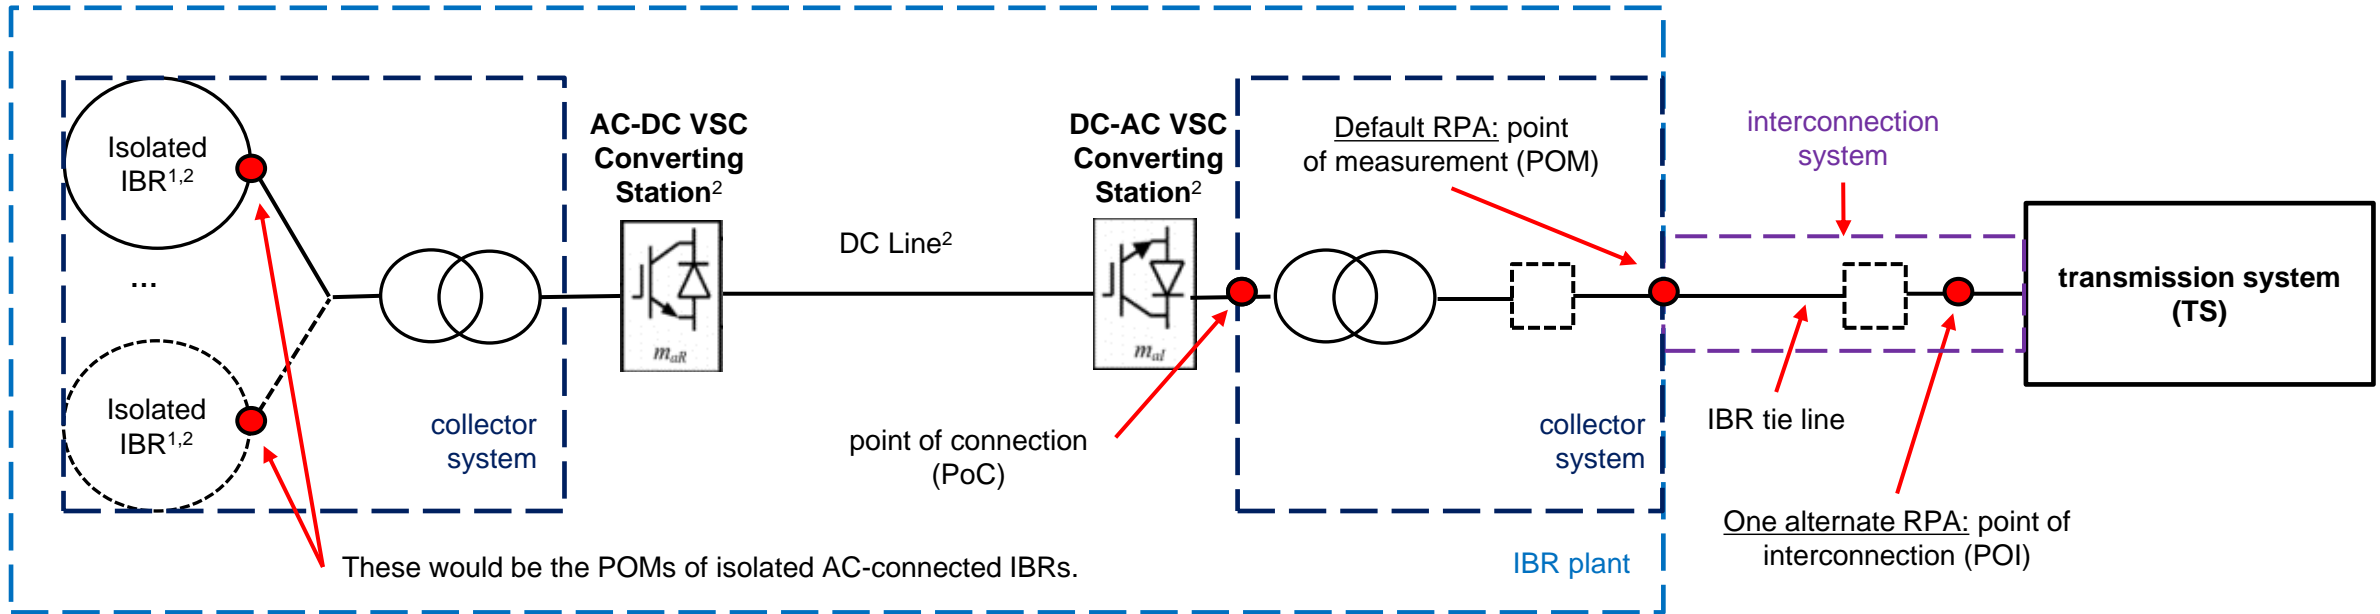 Isolated
IBR1,2
...
Isolated
IBR1,2
collector
system
AC-DC VSC
Converting
Station2
maR
DC Line2
DC-AC VSC
Converting
Station2
maI
point of connection
(PoC)
Default RPA: point
of measurement (POM)
collector
system
These would be the POMs of isolated AC-connected IBRs.
IBR plant
interconnection
system
IBR tie line
One alternate RPA: point of
interconnection (POI)
transmission system
(TS)